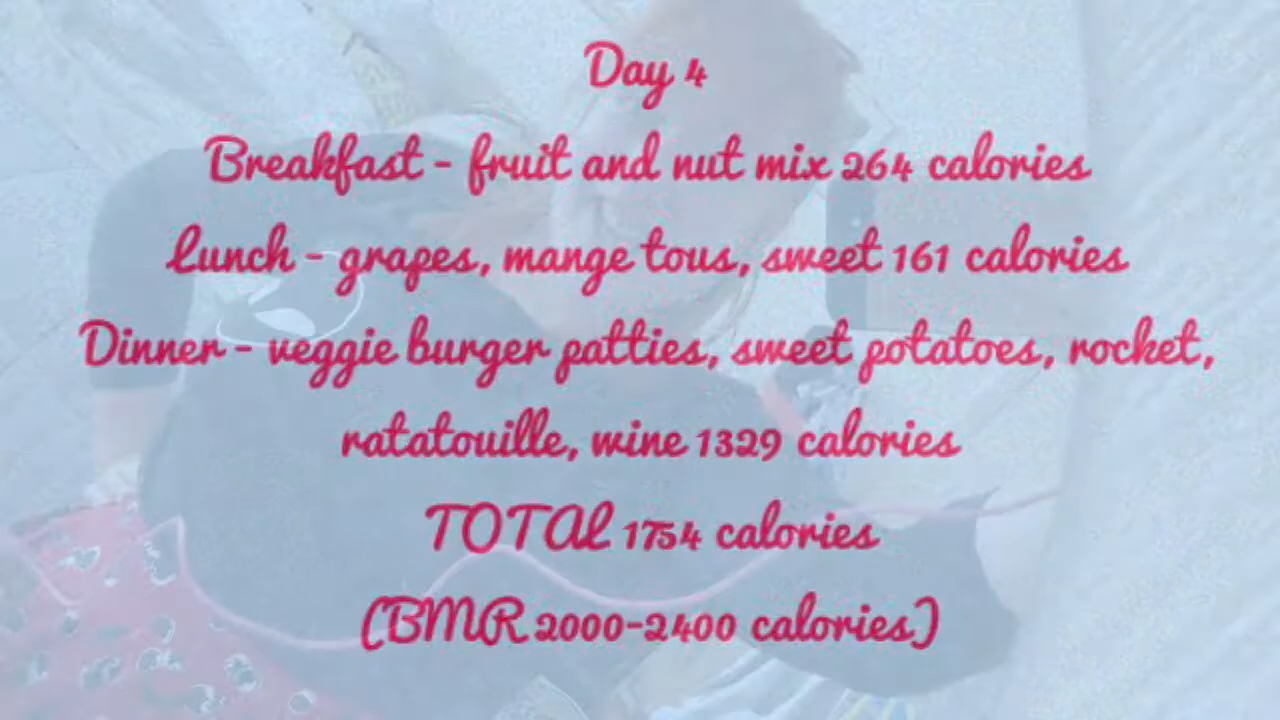 Day 4
Breakfast - fruit and nut mix 264 calories
Lunch - grapes, mange tous, sweet 161 calories
Dinner - veggie burger patties, sweet potatoes, rocket,
ratatouille, wine 1329 calories
TOTAL 1754 calories
(BMR 2000-2400 calories)